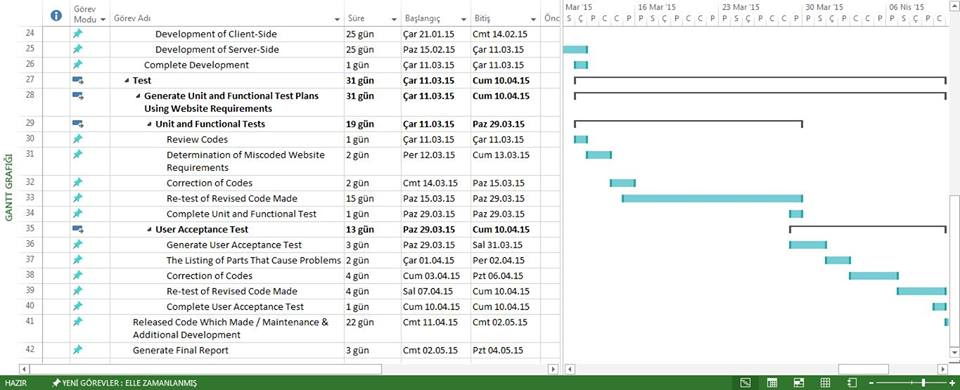 Görev Modu Görev Adı Süre Başlangıç Bitiş Önc
Mar '15 16 Mar '15 23 Mar '15 30 Mar '15 06 Nis '15
S Ç P C P S Ç P C P S Ç P C P S Ç P C P S Ç P C
24 Development of Client-Side 25 gün Çar 21.01.15 Cmt 14.02.15
25 Development of Server-Side 25 gün Paz 15.02.15 Çar 11.03.15
26 Complete Development 1 gün Çar 11.03.15 Çar 11.03.15
27 Test 31 gün Çar 11.03.15 Cum 10.04.15
28 Generate Unit and Functional Test Plans 31 gün Çar 11.03.15 Cum 10.04.15
Using Website Requirements
29 Unit and Functional Tests 19 gün Çar 11.03.15 Paz 29.03.15
30 Review Codes 1 gün Çar 11.03.15 Çar 11.03.15
31 Determination of Miscoded Website 2 gün Per 12.03.15 Cum 13.03.15
Requirements
32 Correction of Codes 2 gün Cmt 14.03.15 Paz 15.03.15
33 Re-test of Revised Code Made 15 gün Paz 15.03.15 Paz 29.03.15
34 Complete Unit and Functional Test 1 gün Paz 29.03.15 Paz 29.03.15
35 User Acceptance Test 13 gün Paz 29.03.15 Cum 10.04.15
36 Generate User Acceptance Test 3 gün Paz 29.03.15 Sal 31.03.15
37 The Listing of Parts That Cause Problems 2 gün Çar 01.04.15 Per 02.04.15
38 Correction of Codes 4 gün Cum 03.04.15 Pzt 06.04.15
39 Re-test of Revised Code Made 4 gün Sal 07.04.15 Cum 10.04.15
40 Complete User Acceptance Test 1 gün Cum 10.04.15 Cum 10.04.15
41 Released Code Which Made / Maintenance & 22 gün Cmt 11.04.15 Cmt 02.05.15
Additional Development
42 Generate Final Report 3 gün Cmt 02.05.15 Pzt 04.05.15
GANTT GRAFIĞI
HAZIR YENİ GÖREVLER : ELLE ZAMANLANMIŞ